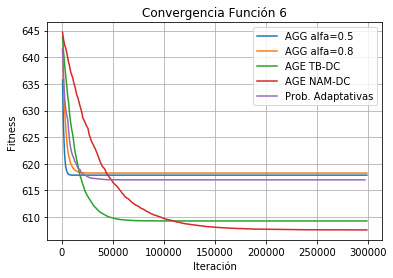 Convergencia Función 6
645
640
635
630
625
620
615
610
Fitness
AGG alfa=0.5
AGG alfa=0.8
AGE TB-DC
AGE NAM-DC
Prob. Adaptativas
0
50000
100000
150000
200000
250000
300000
Iteración